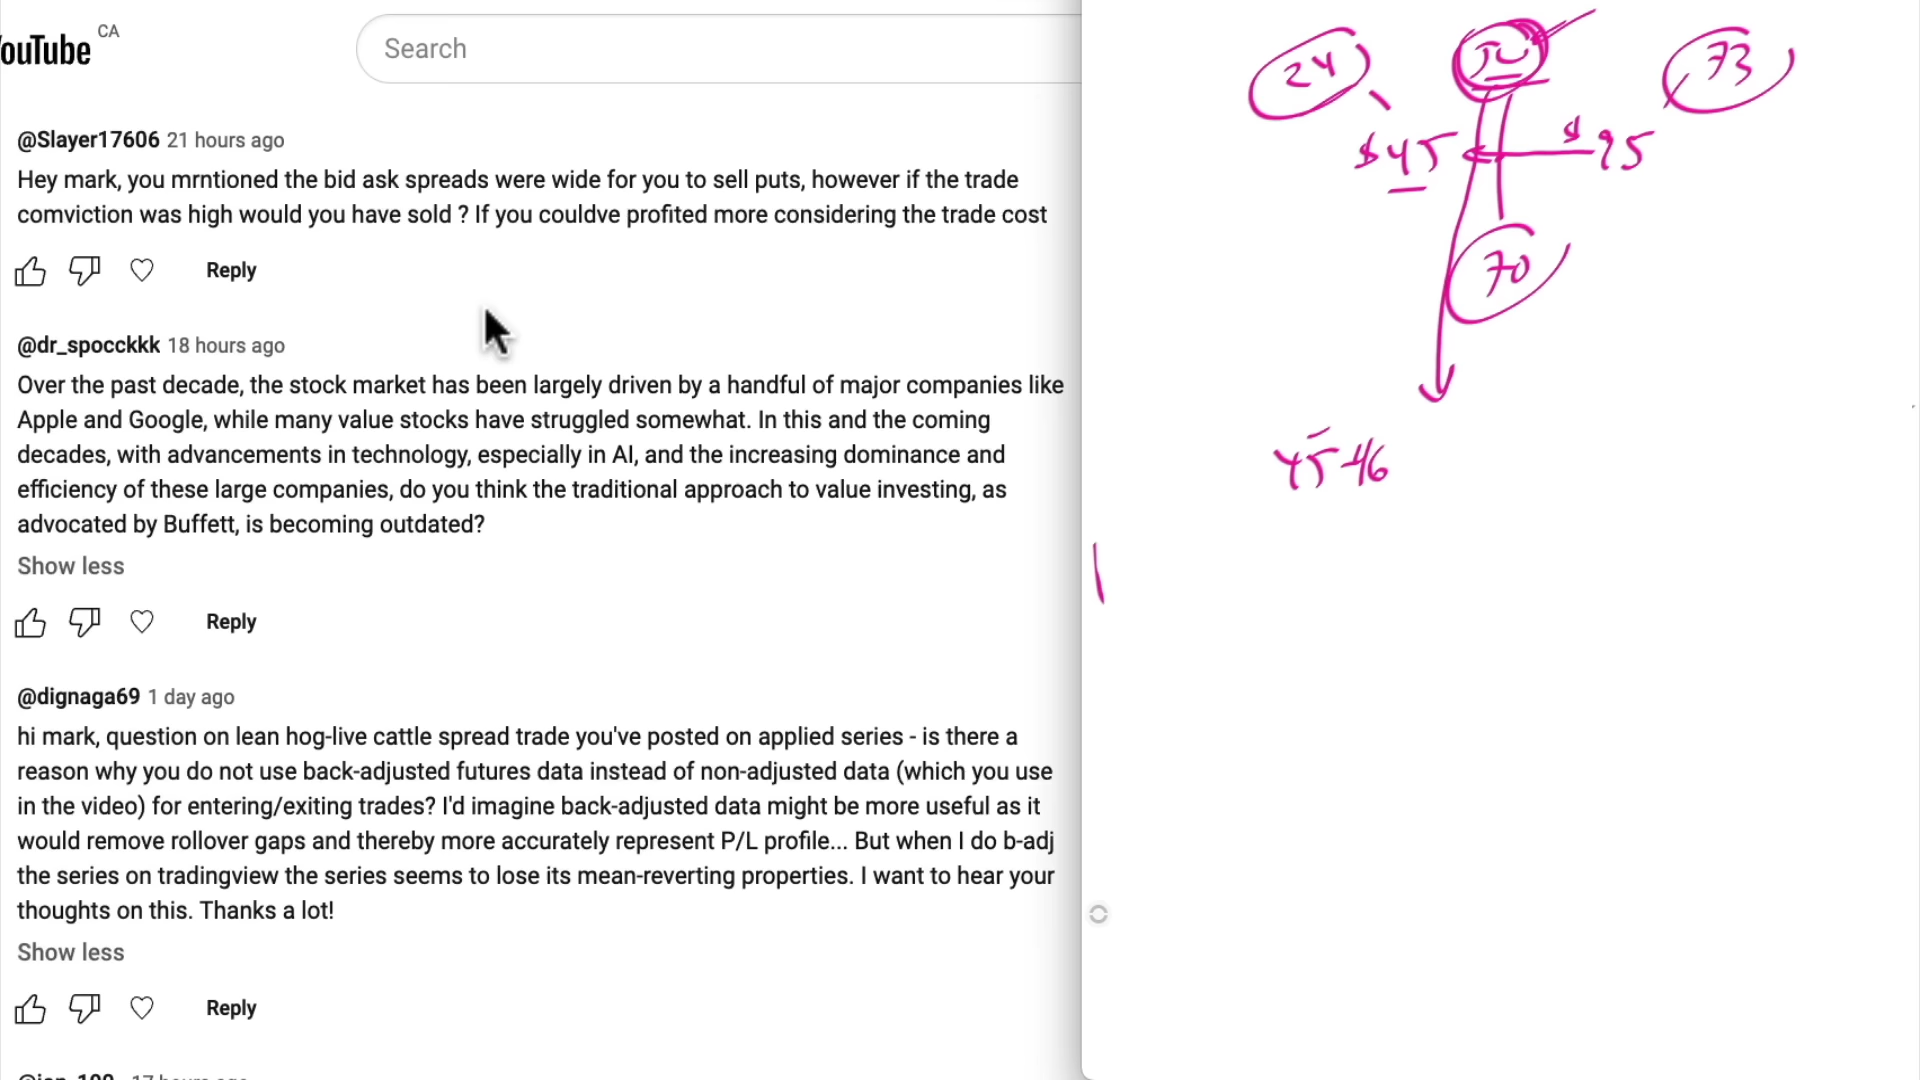 ouTube CA
Search
@Slayer17606 21 hours ago
Hey mark, you mrntioned the bid ask spreads were wide for you to sell puts, however if the trade
comviction was high would you have sold ? If you couldve profited more considering the trade cost
Reply
@dr_spocckkk 18 hours ago
Over the past decade, the stock market has been largely driven by a handful of major companies like
Apple and Google, while many value stocks have struggled somewhat. In this and the coming
decades, with advancements in technology, especially in AI, and the increasing dominance and
efficiency of these large companies, do you think the traditional approach to value investing, as
advocated by Buffett, is becoming outdated?
Show less
Reply
@dignaga69 1 day ago
hi mark, question on lean hog-live cattle spread trade you've posted on applied series - is there a
reason why you do not use back-adjusted futures data instead of non-adjusted data (which you use
in the video) for entering/exiting trades? I'd imagine back-adjusted data might be more useful as it
would remove rollover gaps and thereby more accurately represent P/L profile... But when I do b-adj
the series on tradingview the series seems to lose its mean-reverting properties. I want to hear your
thoughts on this. Thanks a lot!
Show less
Reply
24
73
$45
$95
70
45-46